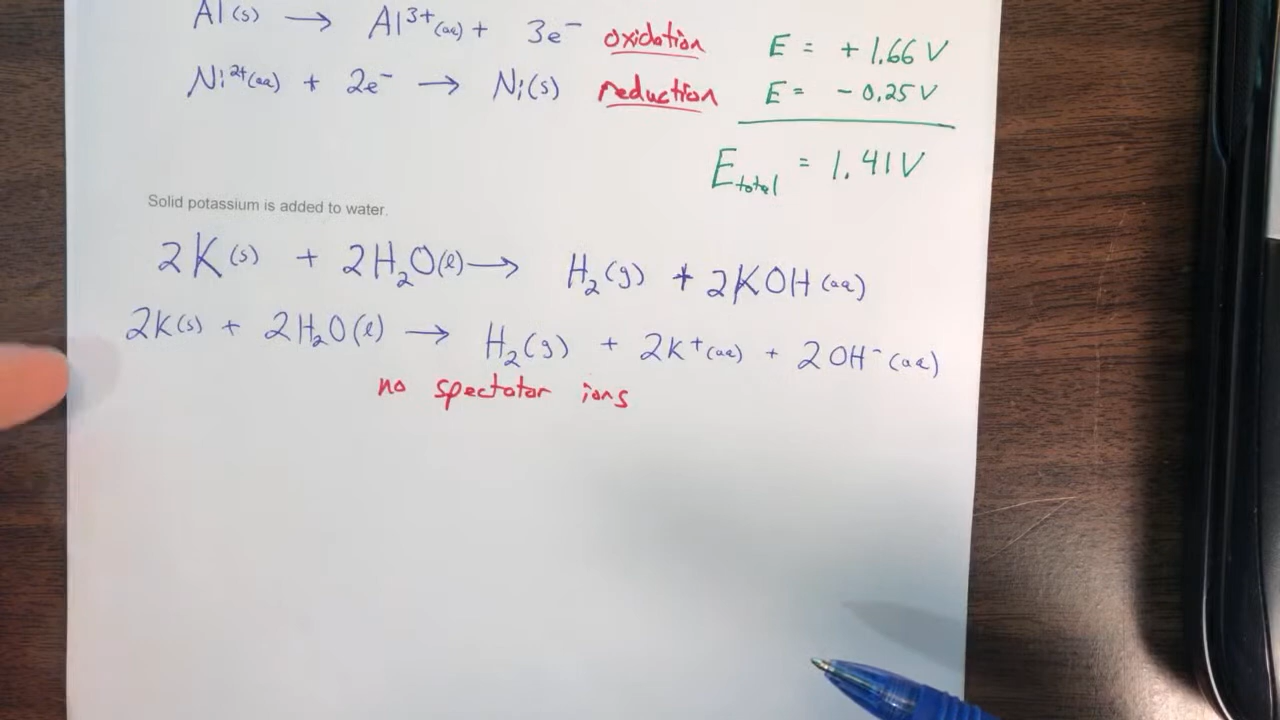 Al(s) → Al³⁺(aq) + 3e⁻ oxidation E = + 1.66 V
Ni²⁺(aq) + 2e⁻ → Ni(s) reduction E = - 0.25 V
E total = 1.41 V
Solid potassium is added to water.
2K(s) + 2H₂O(l) → H₂(g) + 2KOH(aq)
2K(s) + 2H₂O(l) → H₂(g) + 2K⁺(aq) + 2OH⁻(aq)
no spectator ions